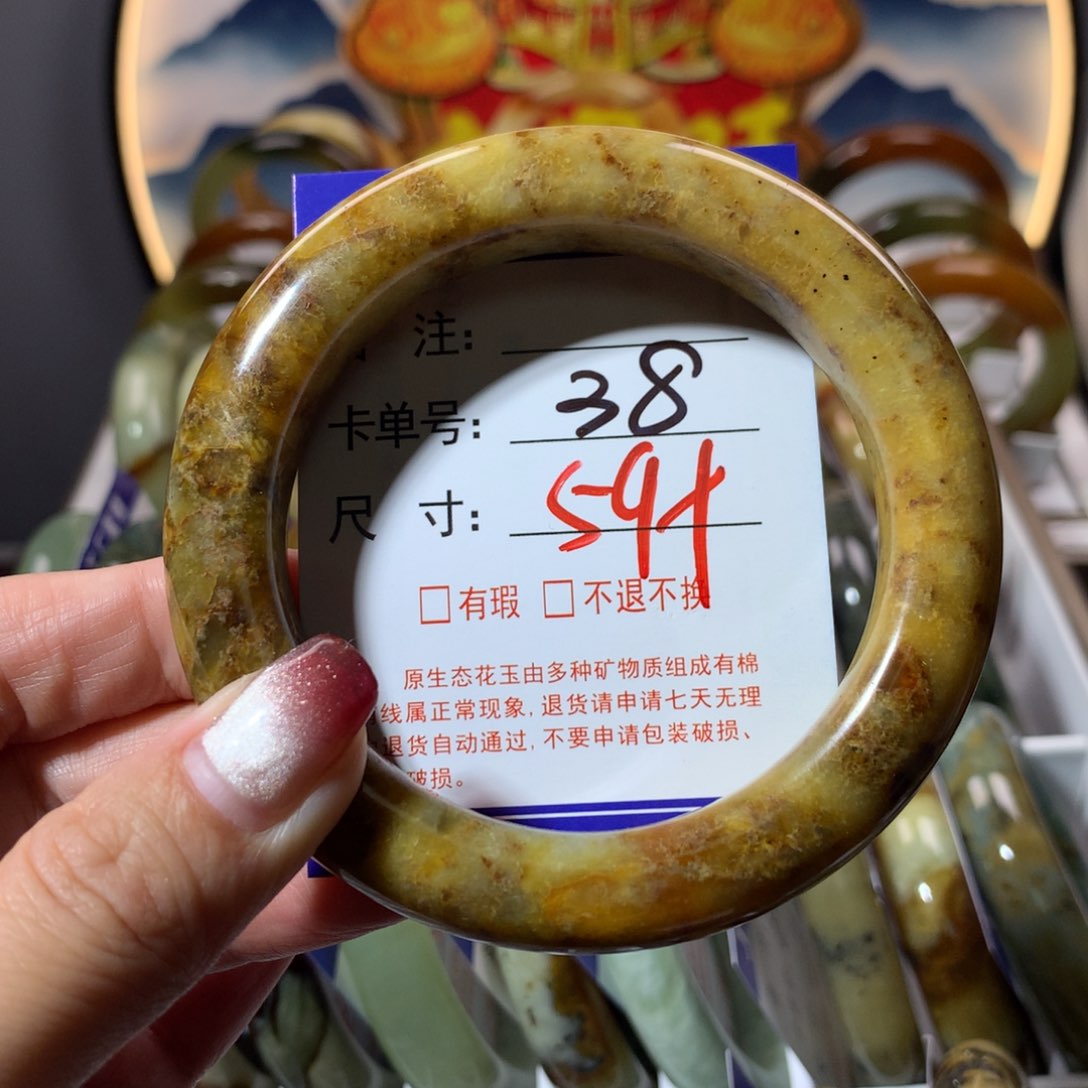 注:
卡单号: 38
尺 寸: 59
□有瑕 □不退不换
原生态花玉由多种矿物质组成有棉
线属正常现象, 退货请申请七天无理
退货自动通过, 不要申请包装破损、
破损。